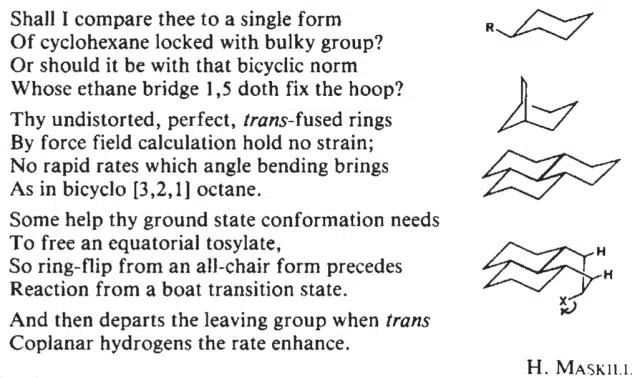 Shall I compare thee to a single form
Of cyclohexane locked with bulky group?
Or should it be with that bicyclic norm
Whose ethane bridge 1,5 doth fix the hoop?
Thy undistorted, perfect, trans-fused rings
By force field calculation hold no strain;
No rapid rates which angle bending brings
As in bicyclo [3,2,1] octane.
Some help thy ground state conformation needs
To free an equatorial tosylate,
So ring-flip from an all-chair form precedes
Reaction from a boat transition state.
And then departs the leaving group when trans
Coplanar hydrogens the rate enhance.
H. MASKILL
R
H
H
X